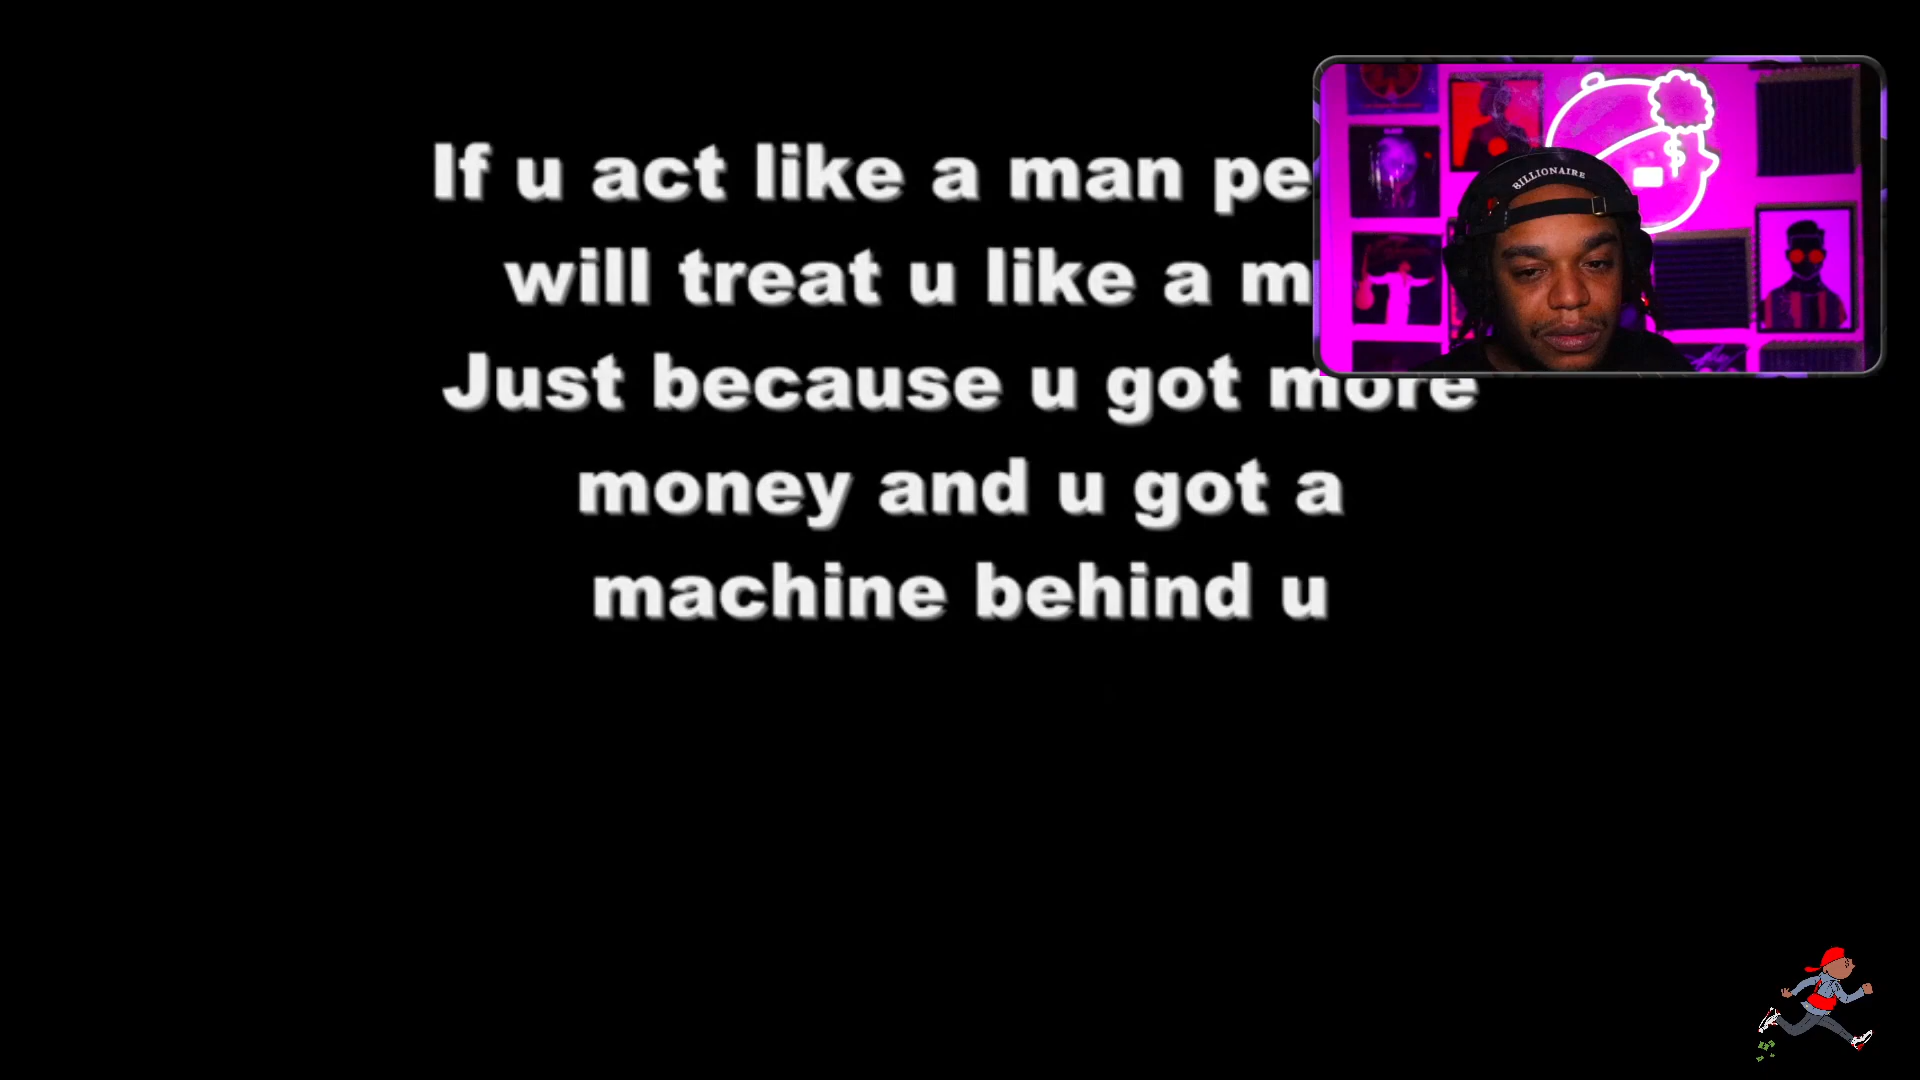 If u act like a man pe
will treat u like a m
Just because u got more
money and u got a
machine behind u
BILLIONAIRE